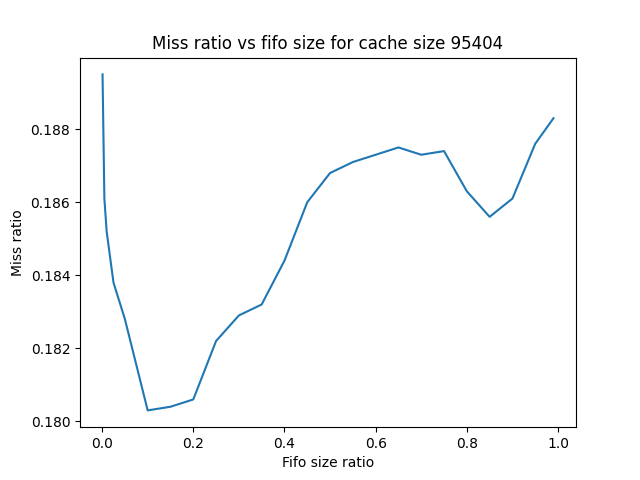 Miss ratio vs fifo size for cache size 95404
Miss ratio
0.188
0.186
0.184
0.182
0.180
0.0 0.2 0.4 0.6 0.8 1.0
Fifo size ratio